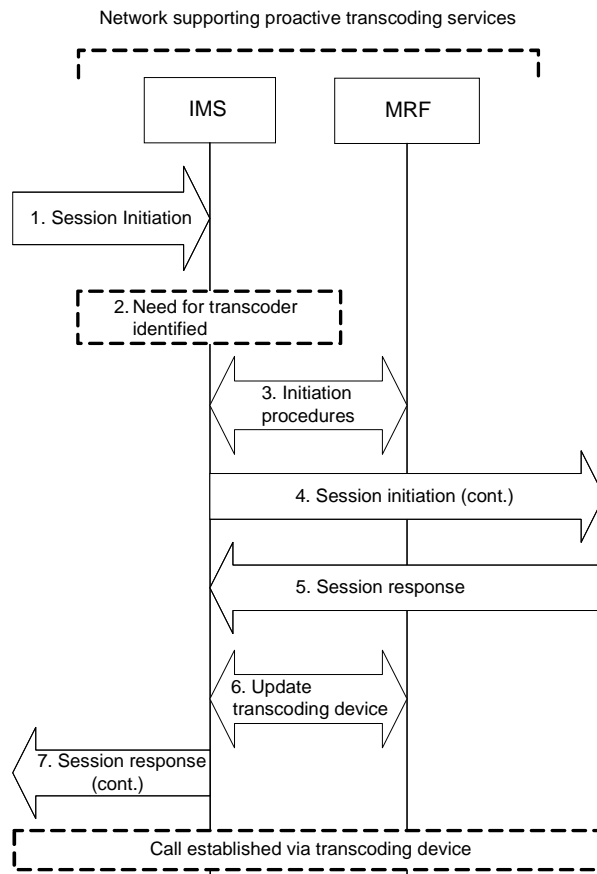 Network supporting proactive transcoding services
IMS
MRF
1. Session Initiation
2. Need for transcoder
identified
3. Initiation
procedures
4. Session initiation (cont.)
5. Session response
6. Update
transcoding device
7. Session response
(cont.)
Call established via transcoding device